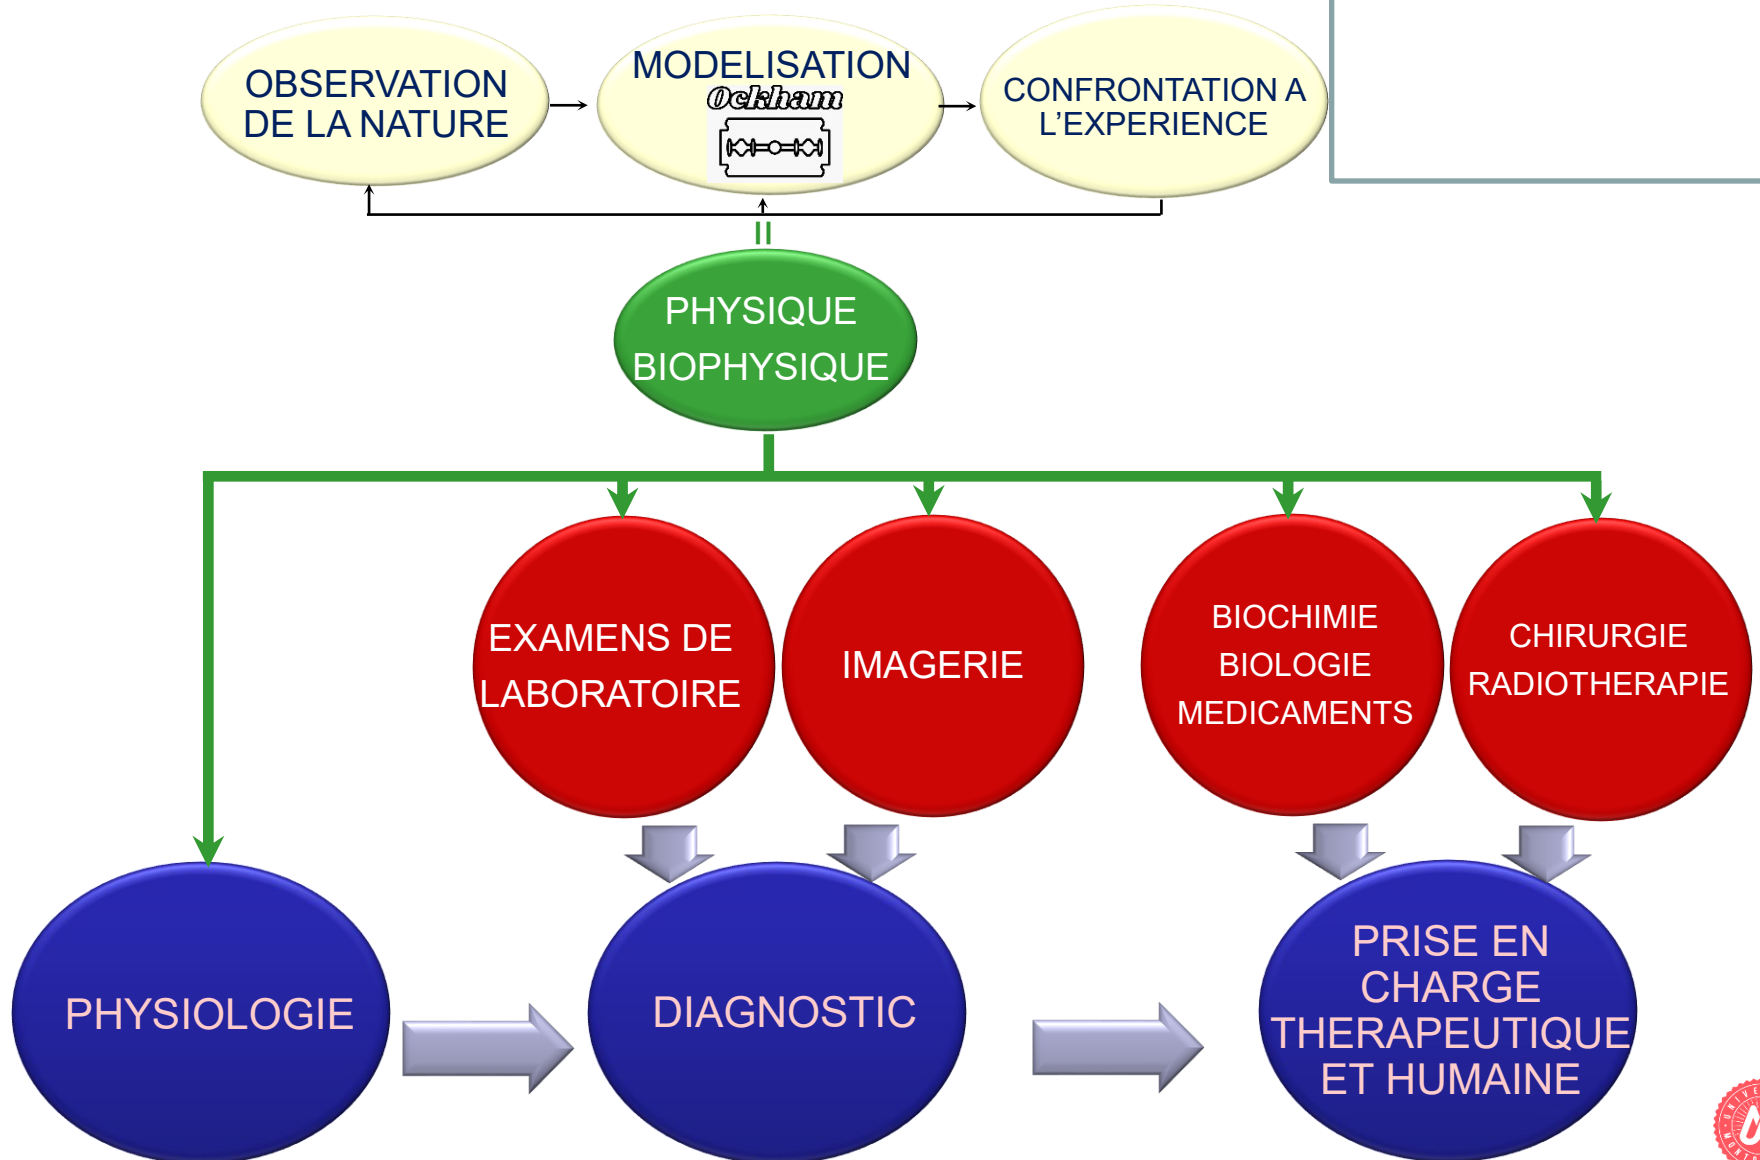 OBSERVATION
DE LA NATURE
MODELISATION
Ockham
CONFRONTATION A
L'EXPERIENCE
PHYSIQUE
BIOPHYSIQUE
EXAMENS DE
LABORATOIRE
IMAGERIE
BIOCHIMIE
BIOLOGIE
MEDICAMENTS
CHIRURGIE
RADIOTHERAPIE
PHYSIOLOGIE
DIAGNOSTIC
PRISE EN
CHARGE
THERAPEUTIQUE
ET HUMAINE